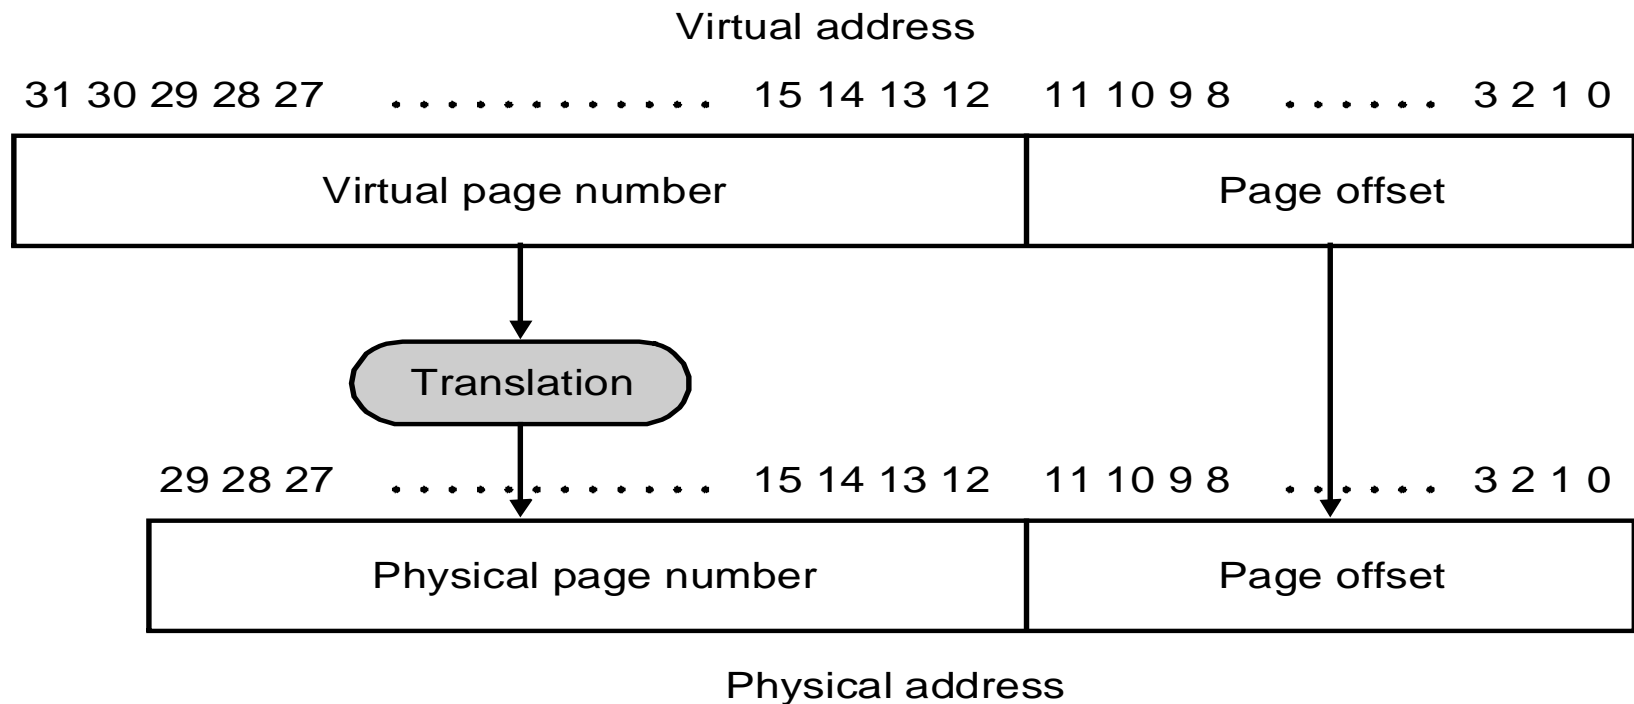 Virtual address
31 30 29 28 27 . . . . . . . . . . . . 15 14 13 12 11 10 9 8 . . . . . . 3 2 1 0
Virtual page number Page offset
Translation
29 28 27 . . . . . . . . . . . . 15 14 13 12 11 10 9 8 . . . . . . 3 2 1 0
Physical page number Page offset
Physical address